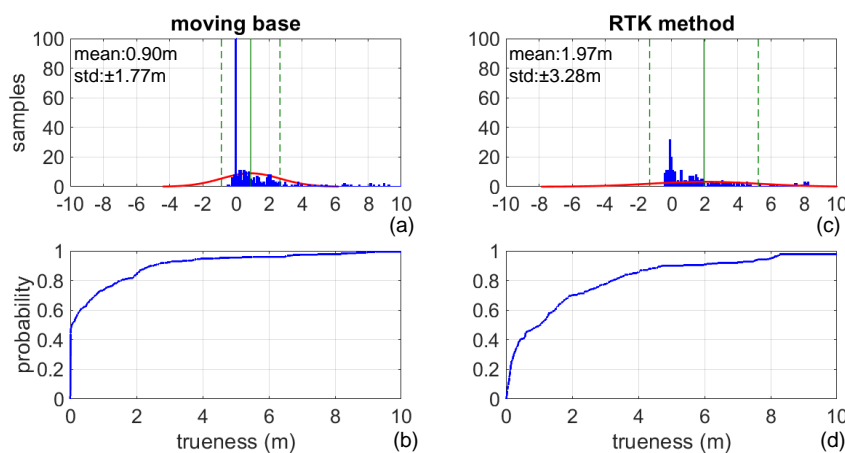 moving base
RTK method
mean:0.90m
std:±1.77m
mean:1.97m
std:±3.28m
samples
100
80
60
40
20
0
-10 -8 -6 -4 -2 0 2 4 6 8 10
(a)
100
80
60
40
20
0
-10 -8 -6 -4 -2 0 2 4 6 8 10
(c)
probability
1
0.8
0.6
0.4
0.2
0
0 2 4 6 8 10
trueness (m)
(b)
1
0.8
0.6
0.4
0.2
0
0 2 4 6 8 10
trueness (m)
(d)